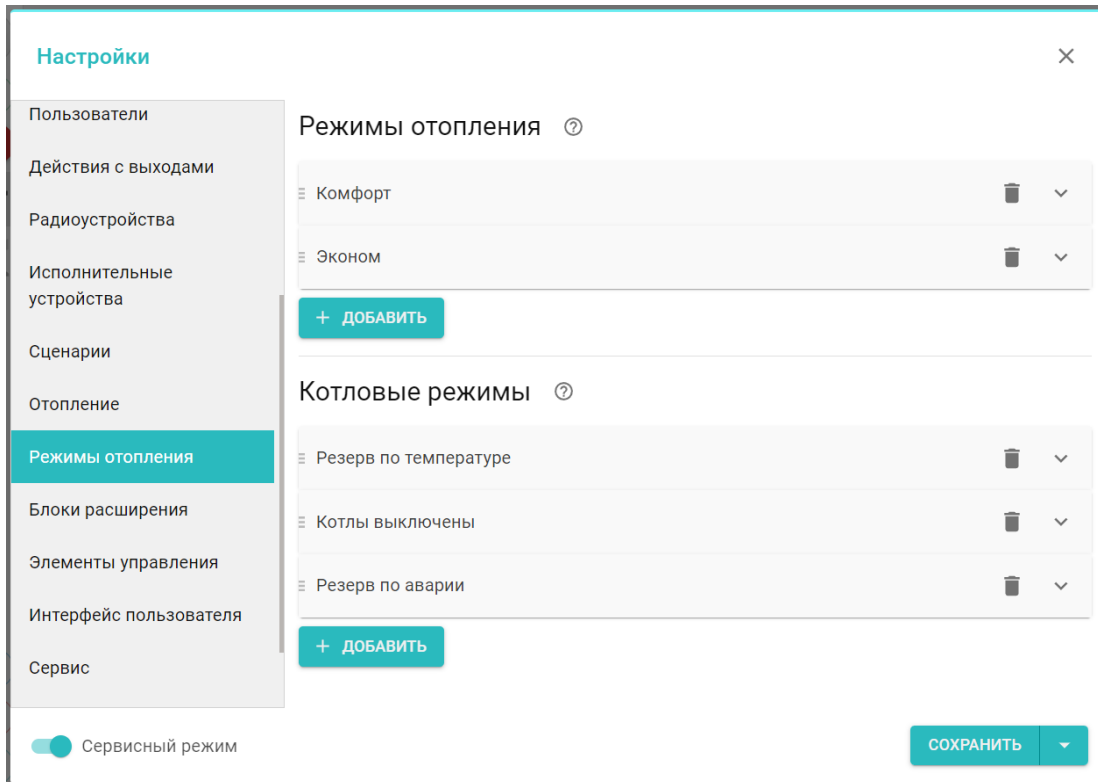 Настройки
Пользователи
Действия с выходами
Радиоустройства
Исполнительные
устройства
Сценарии
Отопление
Режимы отопления
Блоки расширения
Элементы управления
Интерфейс пользователя
Сервис
Режимы отопления
Комфорт
Эконом
+ ДОБАВИТЬ
Котловые режимы
Резерв по температуре
Котлы выключены
Резерв по аварии
+ ДОБАВИТЬ
Сервисный режим
СОХРАНИТЬ